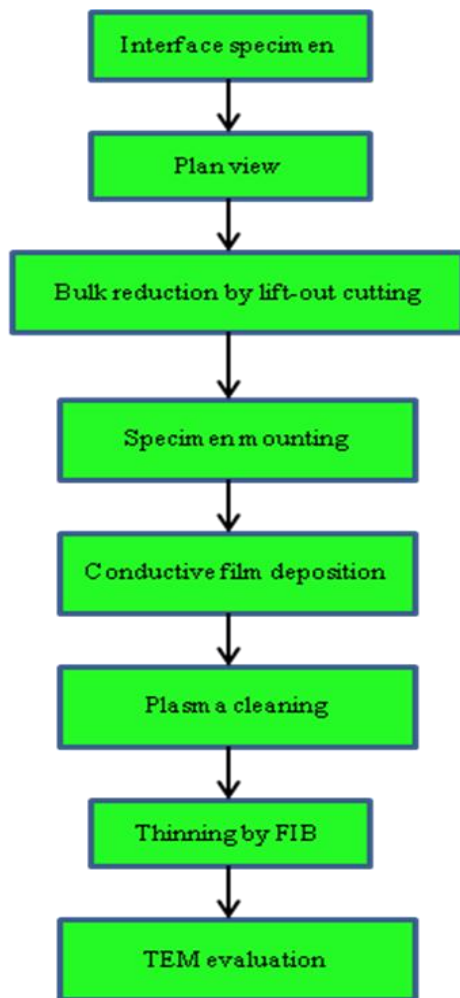 Interface specimen
Plan view
Bulk reduction by lift-out cutting
Specimen mounting
Conductive film deposition
Plasma cleaning
Thinning by FIB
TEM evaluation